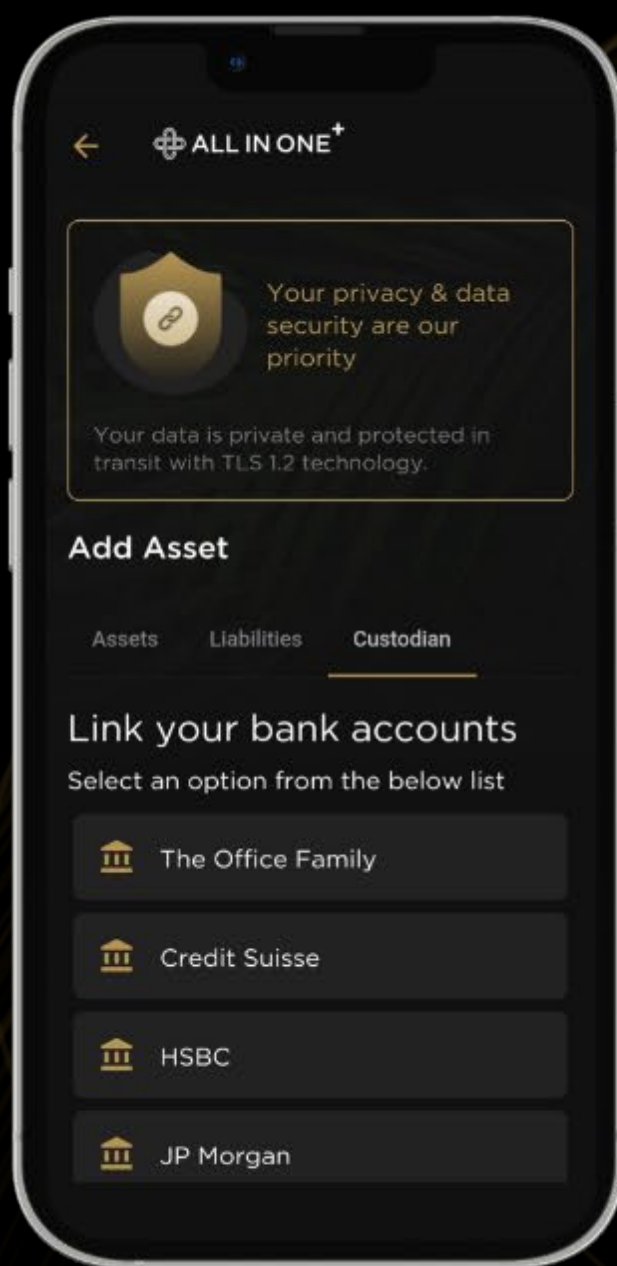 ALL IN ONE+
Your privacy & data
security are our
priority
Your data is private and protected in
transit with TLS 1.2 technology.
Add Asset
Assets Liabilities Custodian
Link your bank accounts
Select an option from the below list
The Office Family
Credit Suisse
HSBC
JP Morgan